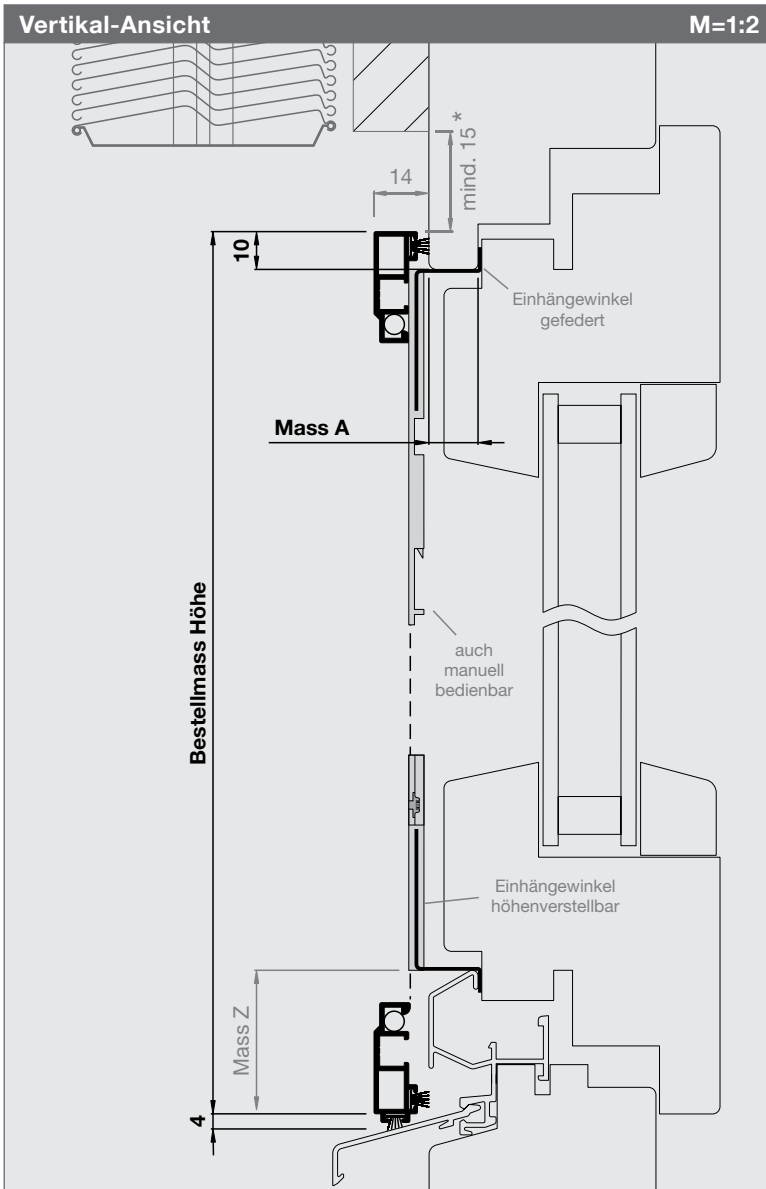 Vertikal-Ansicht M=1:2
mind. 15 *
14
10
Einhängewinkel
gefedert
Mass A
Bestellmass Höhe
auch
manuell
bedienbar
Einhängewinkel
höhenverstellbar
Mass Z
4